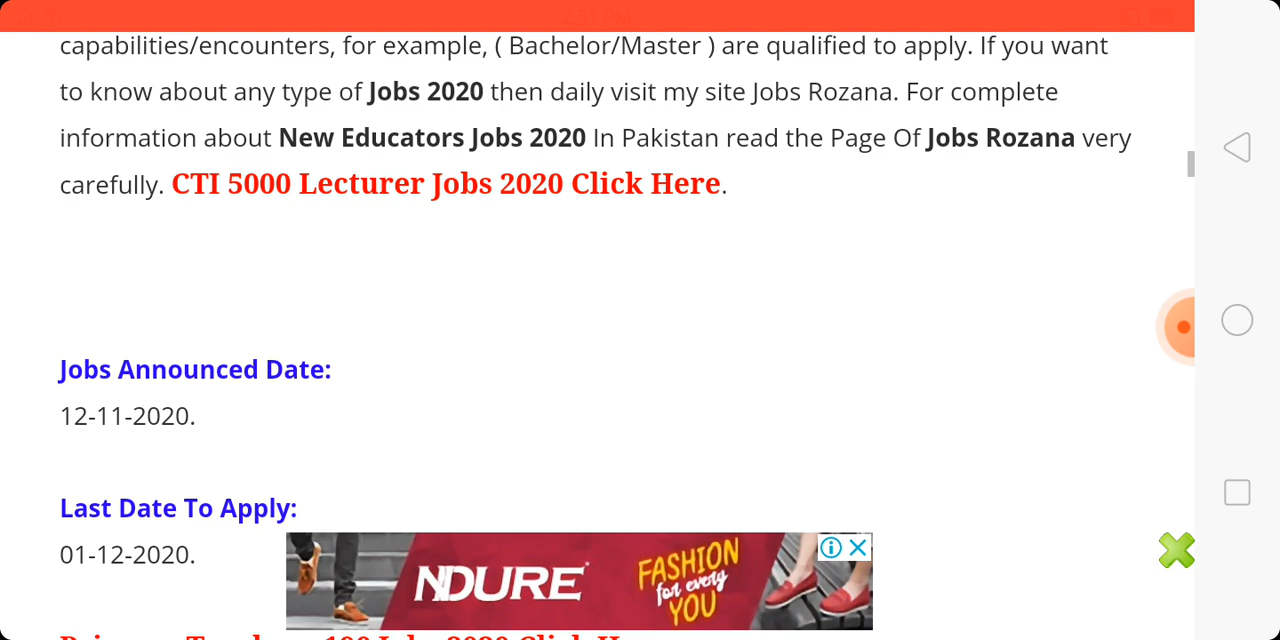 capabilities/encounters, for example, ( Bachelor/Master ) are qualified to apply. If you want
to know about any type of Jobs 2020 then daily visit my site Jobs Rozana. For complete
information about New Educators Jobs 2020 In Pakistan read the Page Of Jobs Rozana very
carefully. CTI 5000 Lecturer Jobs 2020 Click Here.
Jobs Announced Date:
12-11-2020.
Last Date To Apply:
01-12-2020.
NDURE
FASHION
for every
YOU